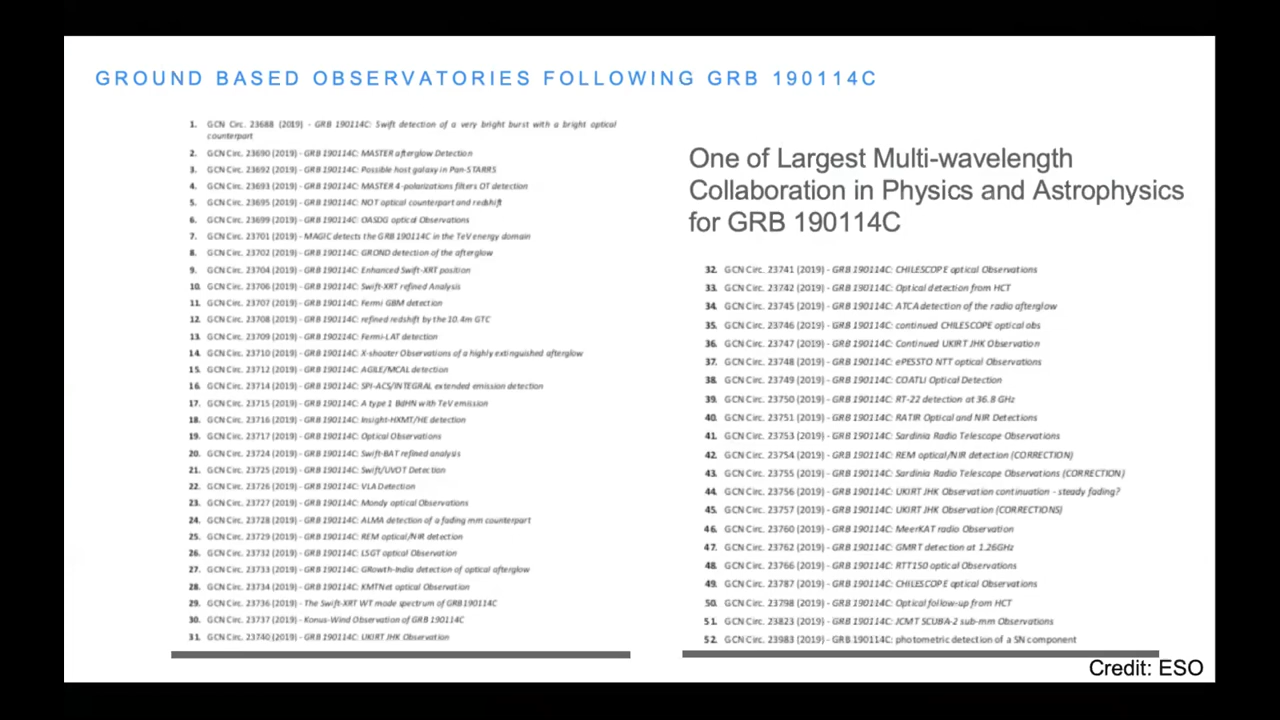 GROUND BASED OBSERVATORIES FOLLOWING GRB 190114C
1. GCN Circ. 23688 (2019) - GRB 190114C: Swift detection of a very bright burst with a bright optical
counterpart
2. GCN Circ. 23690 (2019) - GRB 190114C: MASTER afterglow Detection
3. GCN Circ. 23692 (2019) - GRB 190114C: Possible host galaxy in Pan-STARRS
4. GCN Circ. 23693 (2019) - GRB 190114C: MASTER 4-polarizations filters OT detection
5. GCN Circ. 23695 (2019) - GRB 190114C: NOT optical counterpart and redshift
6. GCN Circ. 23699 (2019) - GRB 190114C: OASDG optical Observations
7. GCN Circ. 23701 (2019) - MAGIC detects the GRB 190114C in the TeV energy domain
8. GCN Circ. 23702 (2019) - GRB 190114C: GROND detection of the afterglow
9. GCN Circ. 23704 (2019) - GRB 190114C: Enhanced Swift-XRT position
10. GCN Circ. 23706 (2019) - GRB 190114C: Swift-XRT refined Analysis
11. GCN Circ. 23707 (2019) - GRB 190114C: Fermi GBM detection
12. GCN Circ. 23708 (2019) - GRB 190114C: refined redshift by the 10.4m GTC
13. GCN Circ. 23709 (2019) - GRB 190114C: Fermi-LAT detection
14. GCN Circ. 23710 (2019) - GRB 190114C: X-shooter Observations of a highly extinguished afterglow
15. GCN Circ. 23712 (2019) - GRB 190114C: AGILE/MCAL detection
16. GCN Circ. 23714 (2019) - GRB 190114C: SPI-ACS/INTEGRAL extended emission detection
17. GCN Circ. 23715 (2019) - GRB 190114C: A type 1 BdHN with TeV emission
18. GCN Circ. 23716 (2019) - GRB 190114C: Insight-HXMT/HE detection
19. GCN Circ. 23717 (2019) - GRB 190114C: Optical Observations
20. GCN Circ. 23724 (2019) - GRB 190114C: Swift-BAT refined analysis
21. GCN Circ. 23725 (2019) - GRB 190114C: Swift/UVOT Detection
22. GCN Circ. 23726 (2019) - GRB 190114C: VLA Detection
23. GCN Circ. 23727 (2019) - GRB 190114C: Mondy optical Observations
24. GCN Circ. 23728 (2019) - GRB 190114C: ALMA detection of a fading mm counterpart
25. GCN Circ. 23729 (2019) - GRB 190114C: REM optical/NIR detection
26. GCN Circ. 23732 (2019) - GRB 190114C: LSGT optical Observation
27. GCN Circ. 23733 (2019) - GRB 190114C: GRowth-India detection of optical afterglow
28. GCN Circ. 23734 (2019) - GRB 190114C: KMTNet optical Observation
29. GCN Circ. 23736 (2019) - The Swift-XRT WT mode spectrum of GRB190114C
30. GCN Circ. 23737 (2019) - Konus-Wind Observation of GRB 190114C
31. GCN Circ. 23740 (2019) - GRB 190114C: UKIRT JHK Observation
One of Largest Multi-wavelength
Collaboration in Physics and Astrophysics
for GRB 190114C
32. GCN Circ. 23741 (2019) - GRB 190114C: CHILESCOPE optical Observations
33. GCN Circ. 23742 (2019) - GRB 190114C: Optical detection from HCT
34. GCN Circ. 23745 (2019) - GRB 190114C: ATCA detection of the radio afterglow
35. GCN Circ. 23746 (2019) - GRB 190114C: continued CHILESCOPE optical obs
36. GCN Circ. 23747 (2019) - GRB 190114C: Continued UKIRT JHK Observation
37. GCN Circ. 23748 (2019) - GRB 190114C: ePESSTO NTT optical Observations
38. GCN Circ. 23749 (2019) - GRB 190114C: COATLI Optical Detection
39. GCN Circ. 23750 (2019) - GRB 190114C: RT-22 detection at 36.8 GHz
40. GCN Circ. 23751 (2019) - GRB 190114C: RATIR Optical and NIR Detections
41. GCN Circ. 23753 (2019) - GRB 190114C: Sardinia Radio Telescope Observations
42. GCN Circ. 23754 (2019) - GRB 190114C: REM optical/NIR detection (CORRECTION)
43. GCN Circ. 23755 (2019) - GRB 190114C: Sardinia Radio Telescope Observations (CORRECTION)
44. GCN Circ. 23756 (2019) - GRB 190114C: UKIRT JHK Observation continuation - steady fading?
45. GCN Circ. 23757 (2019) - GRB 190114C: UKIRT JHK Observation (CORRECTIONS)
46. GCN Circ. 23760 (2019) - GRB 190114C: MeerKAT radio Observation
47. GCN Circ. 23762 (2019) - GRB 190114C: GMRT detection at 1.26GHz
48. GCN Circ. 23766 (2019) - GRB 190114C: RTT150 optical Observations
49. GCN Circ. 23787 (2019) - GRB 190114C: CHILESCOPE optical Observations
50. GCN Circ. 23798 (2019) - GRB 190114C: Optical follow-up from HCT
51. GCN Circ. 23823 (2019) - GRB 190114C: JCMT SCUBA-2 sub-mm Observations
52. GCN Circ. 23983 (2019) - GRB 190114C: photometric detection of a SN component
Credit: ESO